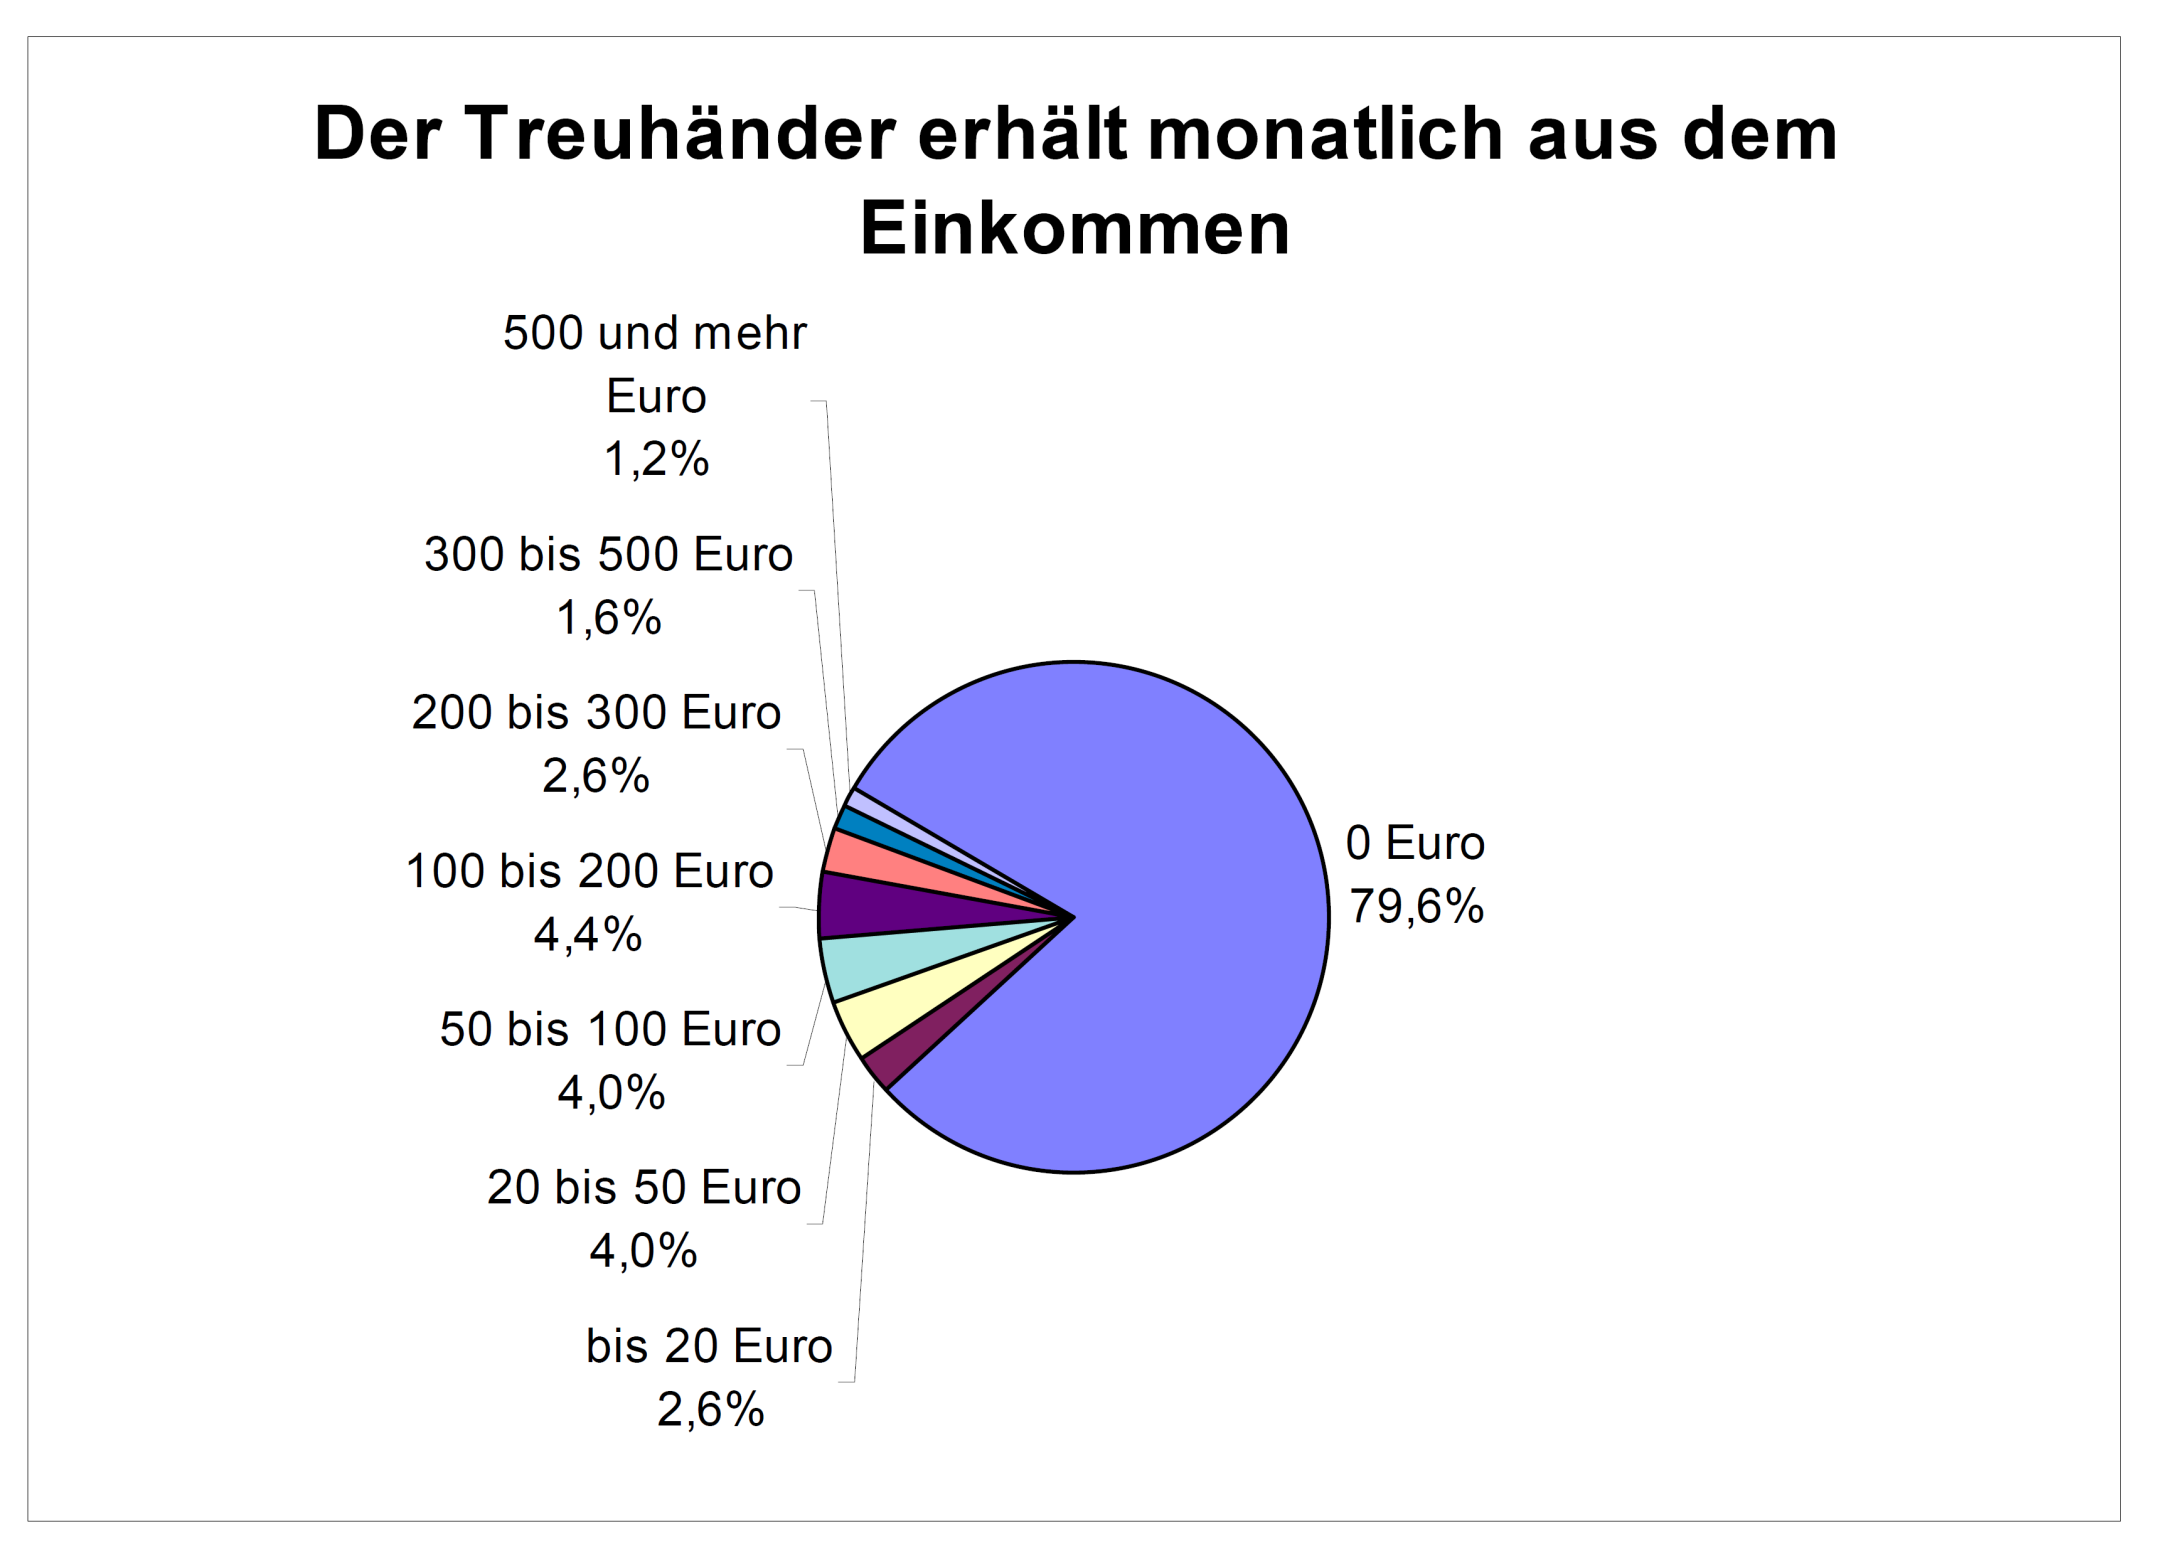 Der Treuhänder erhält monatlich aus dem
Einkommen
500 und mehr
Euro
1,2%
300 bis 500 Euro
1,6%
200 bis 300 Euro
2,6%
100 bis 200 Euro
4,4%
50 bis 100 Euro
4,0%
20 bis 50 Euro
4,0%
bis 20 Euro
2,6%
0 Euro
79,6%